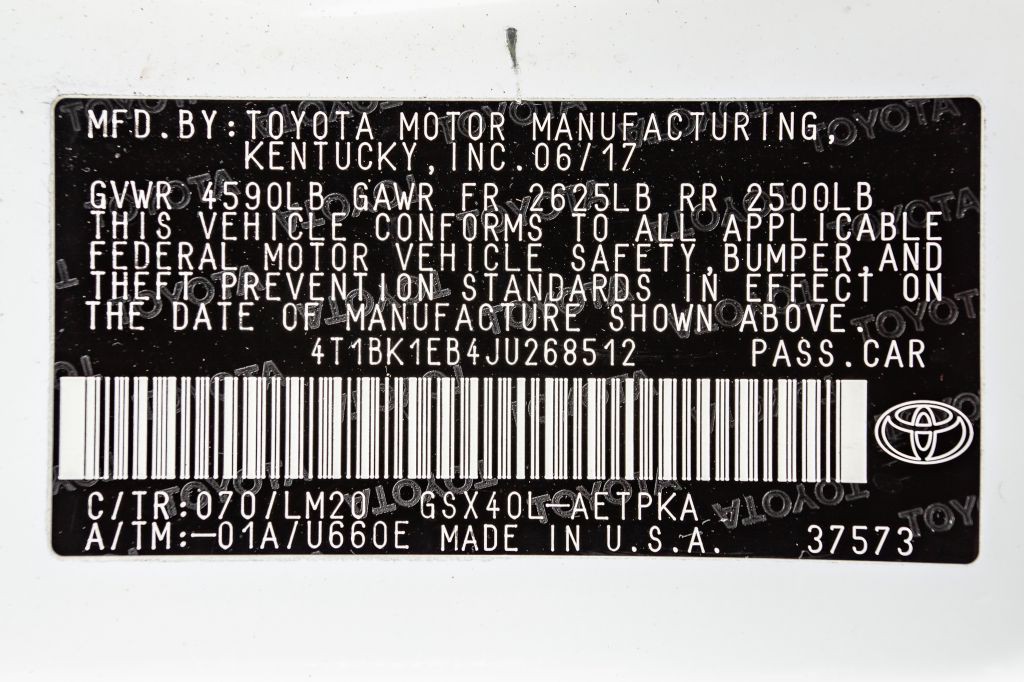 MFD.BY:TOYOTA MOTOR MANUFACTURING,
KENTUCKY,INC.06/17
GVWR 4590LB GAWR FR 2625LB RR 2500LB
THIS VEHICLE CONFORMS TO ALL APPLICABLE
FEDERAL MOTOR VEHICLE SAFETY,BUMPER,AND
THEFT PREVENTION STANDARDS IN EFFECT ON
THE DATE OF MANUFACTURE SHOWN ABOVE.
4T1BK1EB4JU268512 PASS.CAR
C/TR:070/LM20 GSX40L-AETPKA
A/TM:-01A/U660E MADE IN U.S.A. 37573